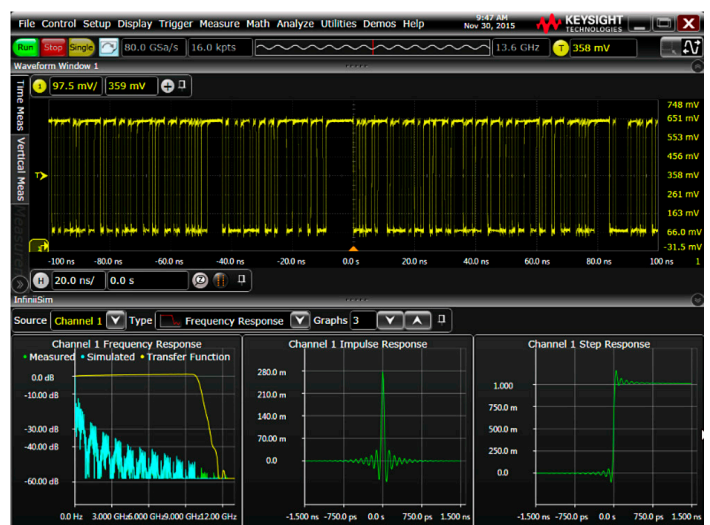 File Control Setup Display Trigger Measure Math Analyze Utilities Demos Help
9:47 AM
Nov 30, 2015
KEYSIGHT
TECHNOLOGIES
Run Stop Single 80.0 GSa/s 16.0 kpts 13.6 GHz T 358 mV
Waveform Window 1
Time Meas
Vertical Meas
Measure
1 97.5 mV/ 359 mV
748 mV
651 mV
553 mV
456 mV
T 358 mV
261 mV
163 mV
66.0 mV
-31.5 mV
-100 ns -80.0 ns -60.0 ns -40.0 ns -20.0 ns 0.0 s 20.0 ns 40.0 ns 60.0 ns 80.0 ns 100 ns 1
H 20.0 ns/ 0.0 s
InfiniiSim
Source Channel 1 Type Frequency Response Graphs 3
Channel 1 Frequency Response
Measured Simulated Transfer Function
0.0 dB
-10.00 dB
-30.00 dB
-40.00 dB
-60.00 dB
0.0 Hz 3.000 GHz 6.000 GHz 9.000 GHz 12.00 GHz
Channel 1 Impulse Response
280.0 m
210.0 m
140.0 m
70.00 m
0.0
-1.500 ns -750.0 ps 0.0 s 750.0 ps 1.500 ns
Channel 1 Step Response
1.000
750.0 m
500.0 m
250.0 m
0.0
-1.500 ns -750.0 ps 0.0 s 750.0 ps 1.500 ns